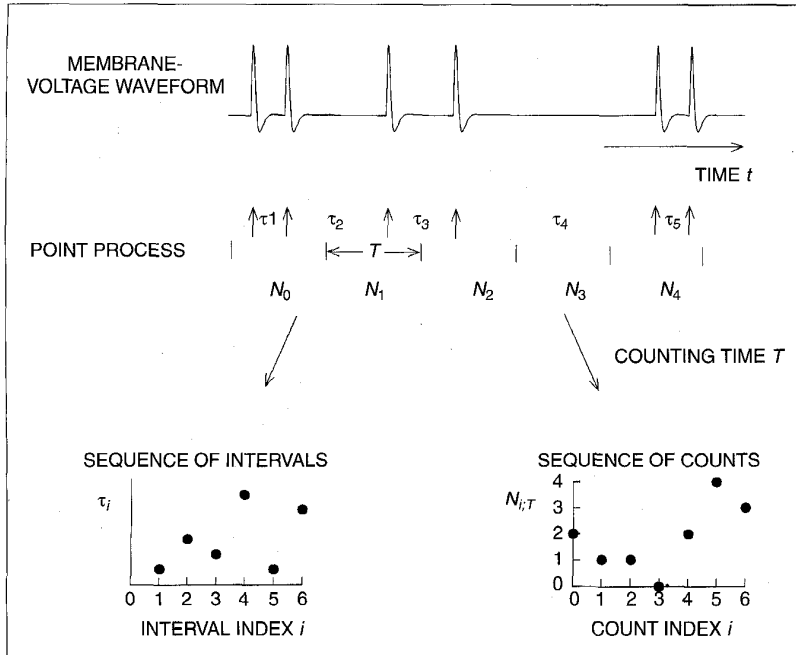 MEMBRANE-
VOLTAGE WAVEFORM
TIME t
τ1 τ2 τ3 τ4 τ5
POINT PROCESS
T
N0 N1 N2 N3 N4
COUNTING TIME T
SEQUENCE OF INTERVALS
τi
0 1 2 3 4 5 6
INTERVAL INDEX i
SEQUENCE OF COUNTS
Ni;T
4
3
2
1
0
0 1 2 3 4 5 6
COUNT INDEX i